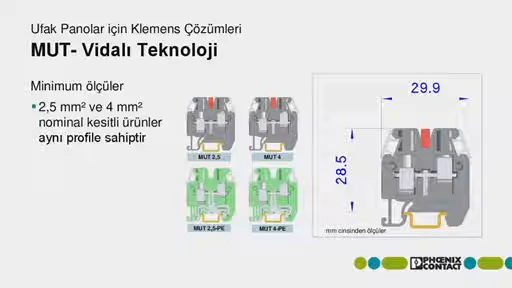 Ufak Panolar için Klemens Çözümleri
MUT- Vidalı Teknoloji
Minimum ölçüler
2,5 mm² ve 4 mm²
nominal kesitli ürünler
aynı profile sahiptir
MUT 2,5
MUT 4
MUT 2,5-PE
MUT 4-PE
29.9
28.5
mm cinsinden ölçüler
PHŒNIX
CONTACT